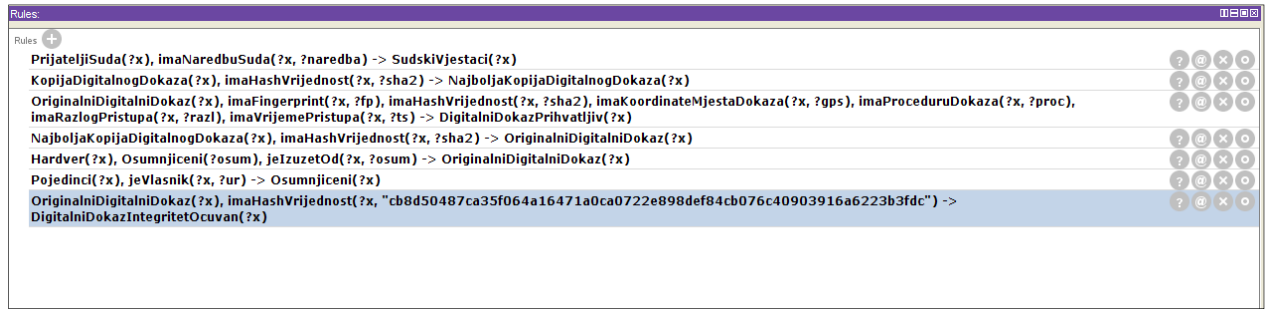 Rules:
Rules
PrijateljiSuda(?x), imaNaredbuSuda(?x, ?naredba) -> SudskiVjestaci(?x)
KopijaDigitalnogDokaza(?x), imaHashVrijednost(?x, ?sha2) -> NajboljaKopijaDigitalnogDokaza(?x)
OriginalniDigitalniDokaz(?x), imaFingerprint(?x, ?fp), imaHashVrijednost(?x, ?sha2), imaKoordinateMjestaDokaza(?x, ?gps), imaProceduruDokaza(?x, ?proc),
imaRazlogPristupa(?x, ?razl), imaVrijemePristupa(?x, ?ts) -> DigitalniDokazPrihvatljiv(?x)
NajboljaKopijaDigitalnogDokaza(?x), imaHashVrijednost(?x, ?sha2) -> OriginalniDigitalniDokaz(?x)
Hardver(?x), Osumnjiceni(?osum), jeIzuzetOd(?x, ?osum) -> OriginalniDigitalniDokaz(?x)
Pojedinci(?x), jeVlasnik(?x, ?ur) -> Osumnjiceni(?x)
OriginalniDigitalniDokaz(?x), imaHashVrijednost(?x, "cb8d50487ca35f064a16471a0ca0722e898def84cb076c40903916a6223b3fdc") ->
DigitalniDokazIntegritetOcuvan(?x)